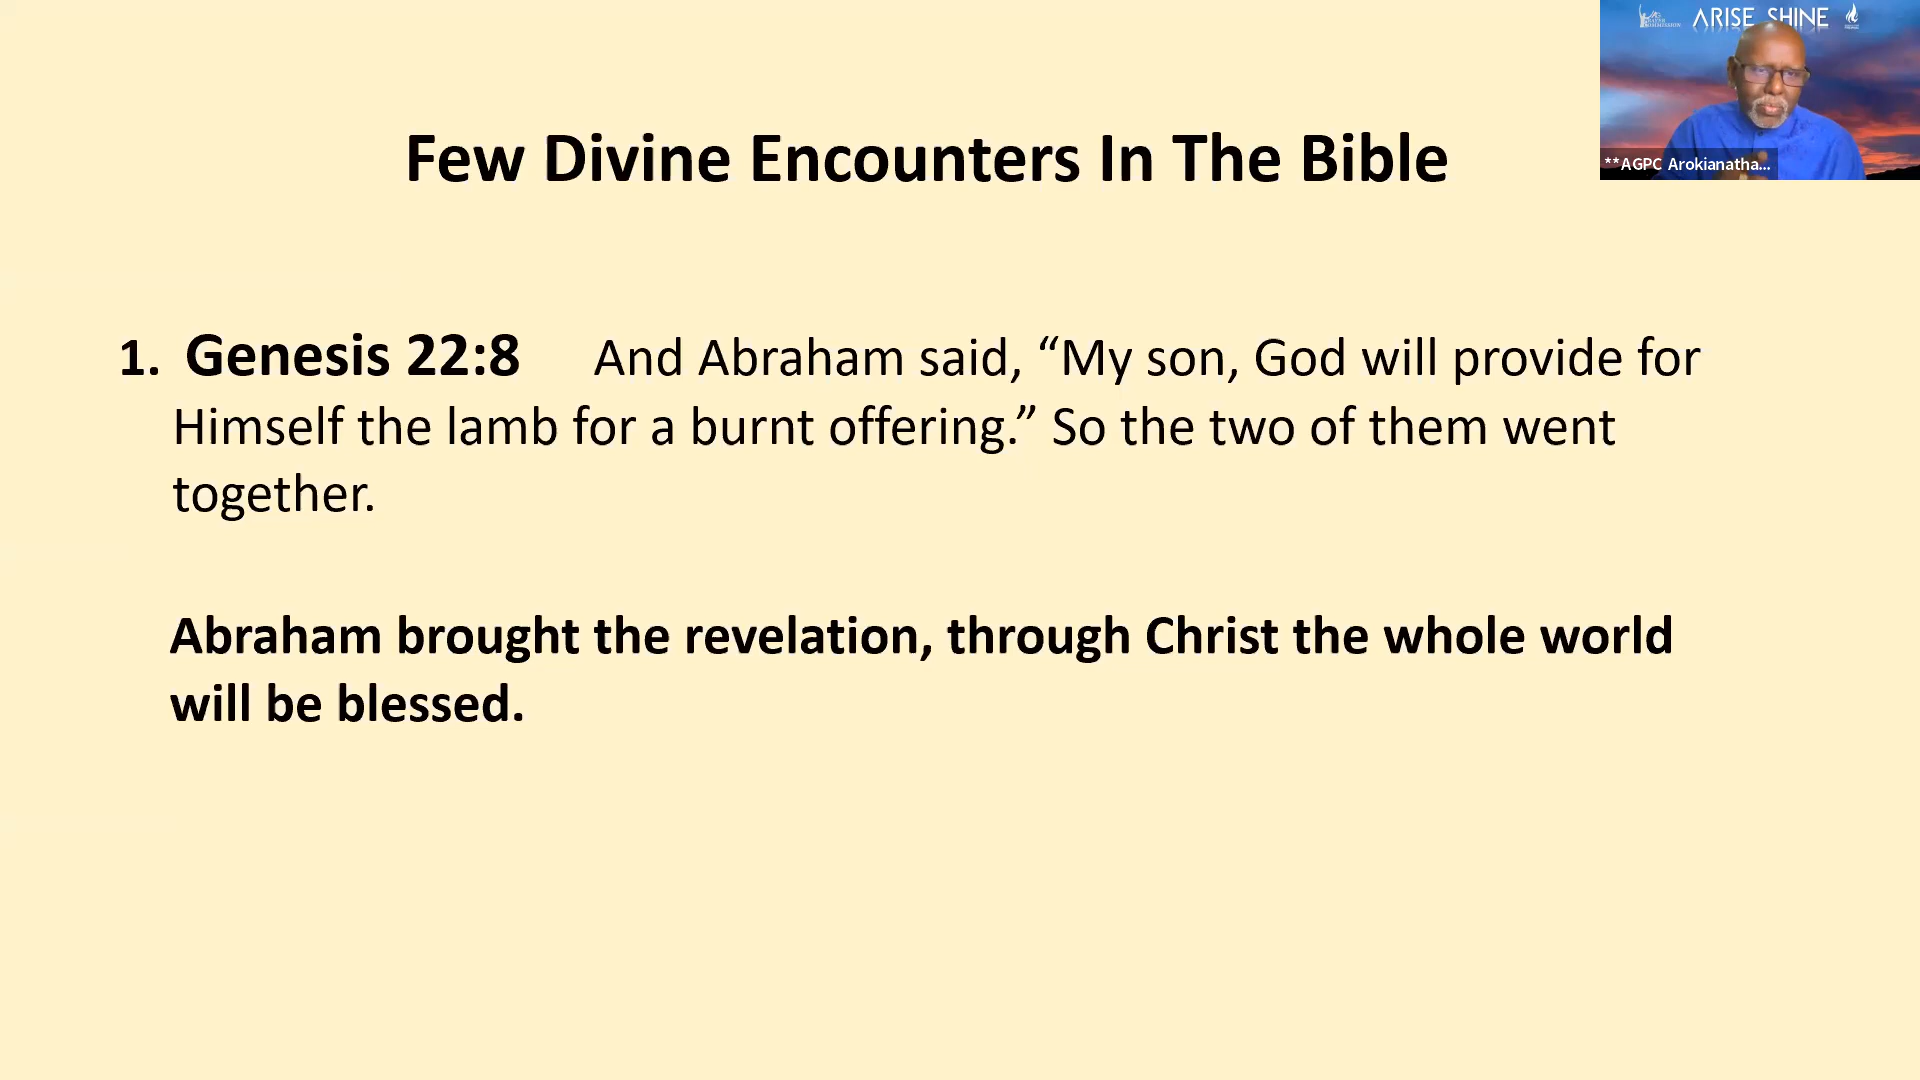 ARISE SHINE
**AGPC Arokianatha...
Few Divine Encounters In The Bible
1. Genesis 22:8 And Abraham said, “My son, God will provide for
Himself the lamb for a burnt offering.” So the two of them went
together.
Abraham brought the revelation, through Christ the whole world
will be blessed.